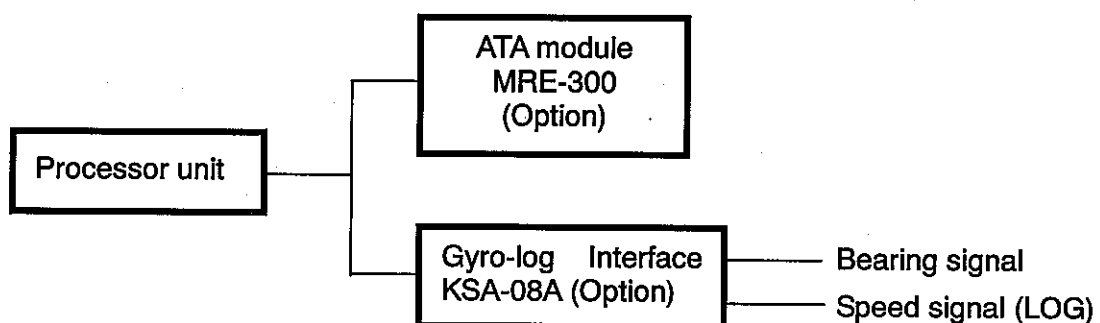 ATA module
MRE-300
(Option)
Processor unit
Gyro-log Interface
KSA-08A (Option)
Bearing signal
Speed signal (LOG)